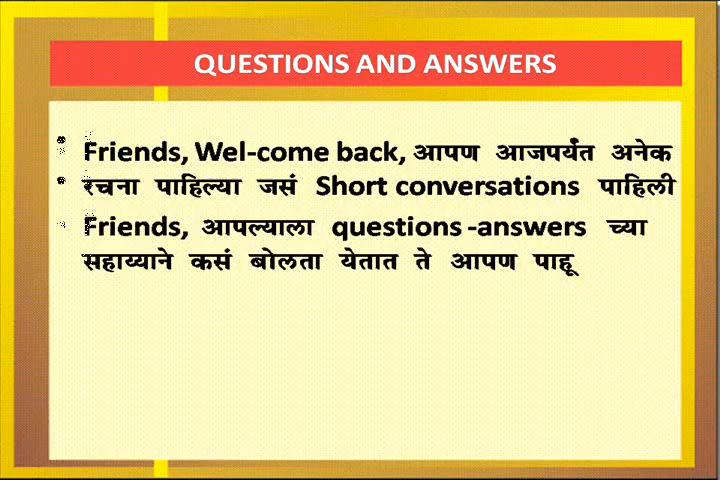 QUESTIONS AND ANSWERS
Friends, Wel-come back, आपण आजपर्यंत अनेक
रचना पाहिल्या जसं Short conversations पाहिली
Friends, आपल्याला questions -answers च्या
सहाय्याने कसं बोलता येतात ते आपण पाहू